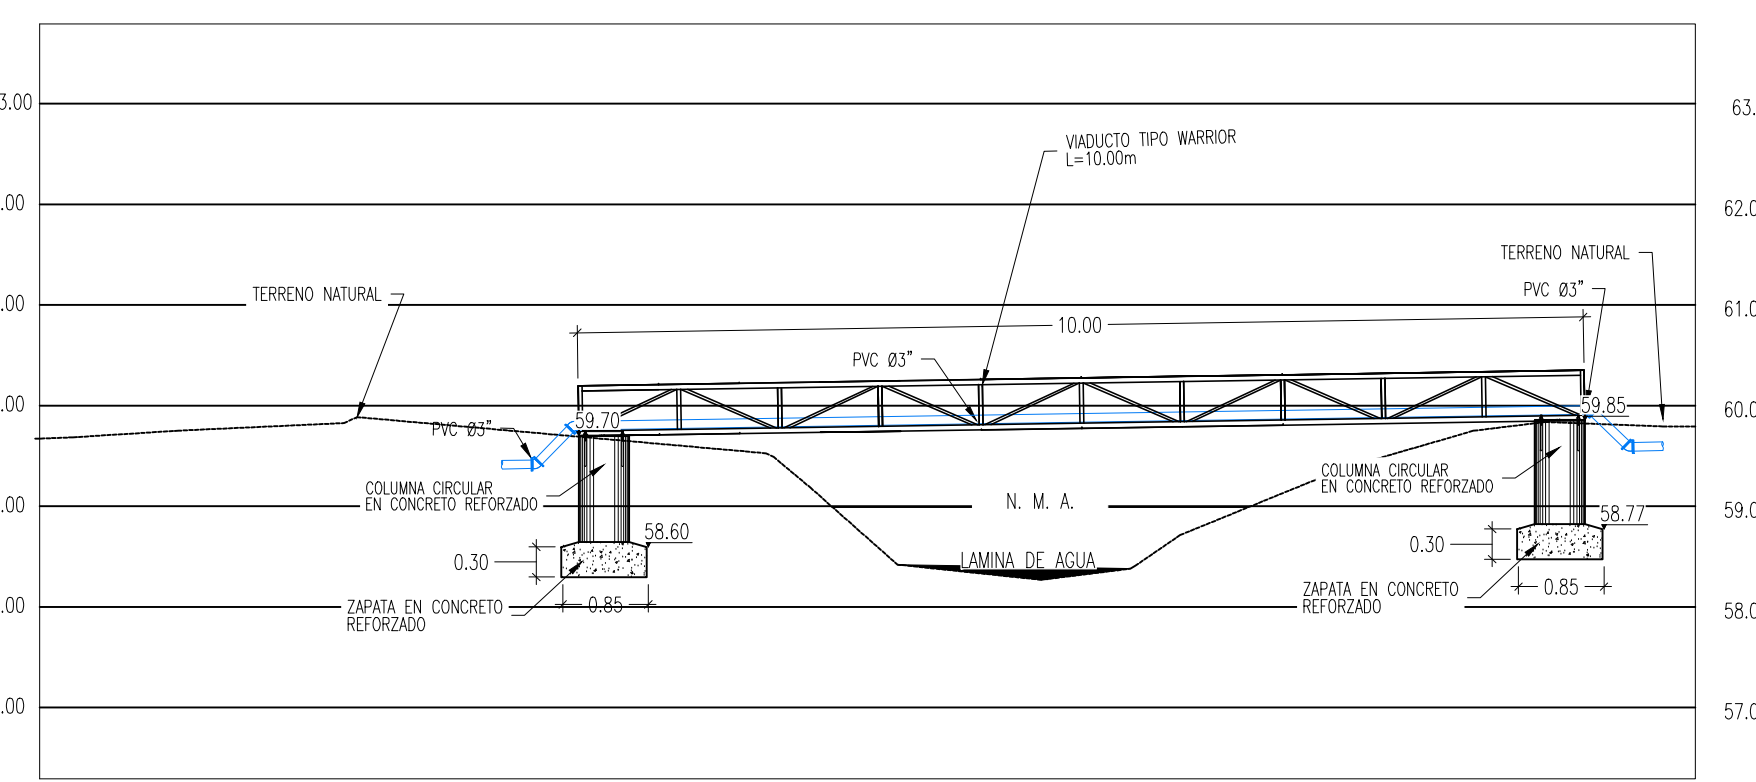 3.00
63.
VIADUCTO TIPO WARRIOR
L=10.00m
.00
62.0
TERRENO NATURAL
PVC Ø3”
TERRENO NATURAL
.00
61.0
10.00
PVC Ø3”
.00
60.0
59.70
59.85
PVC Ø3”
COLUMNA CIRCULAR
EN CONCRETO REFORZADO
COLUMNA CIRCULAR
EN CONCRETO REFORZADO
.00
N. M. A.
59.0
58.77
58.60
0.30
0.30
LAMINA DE AGUA
ZAPATA EN CONCRETO
REFORZADO
0.85
ZAPATA EN CONCRETO
REFORZADO
0.85
.00
58.0
.00
57.0